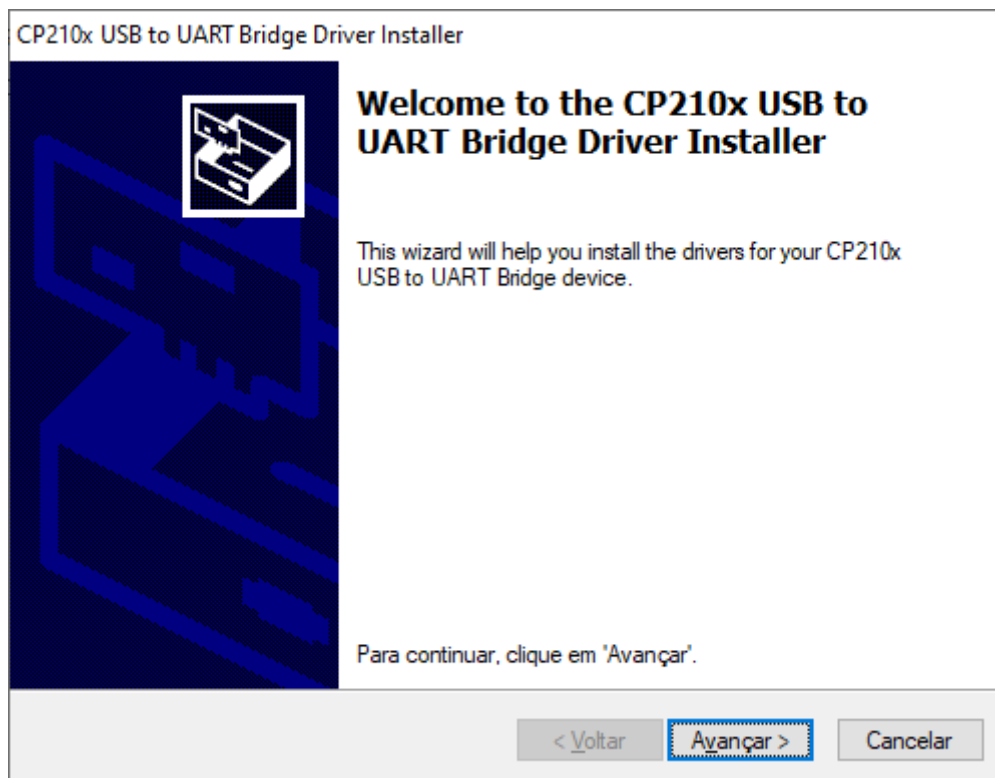 CP210x USB to UART Bridge Driver Installer
Welcome to the CP210x USB to
UART Bridge Driver Installer
This wizard will help you install the drivers for your CP210x
USB to UART Bridge device.
Para continuar, clique em 'Avançar'.
< Voltar
Avançar >
Cancelar